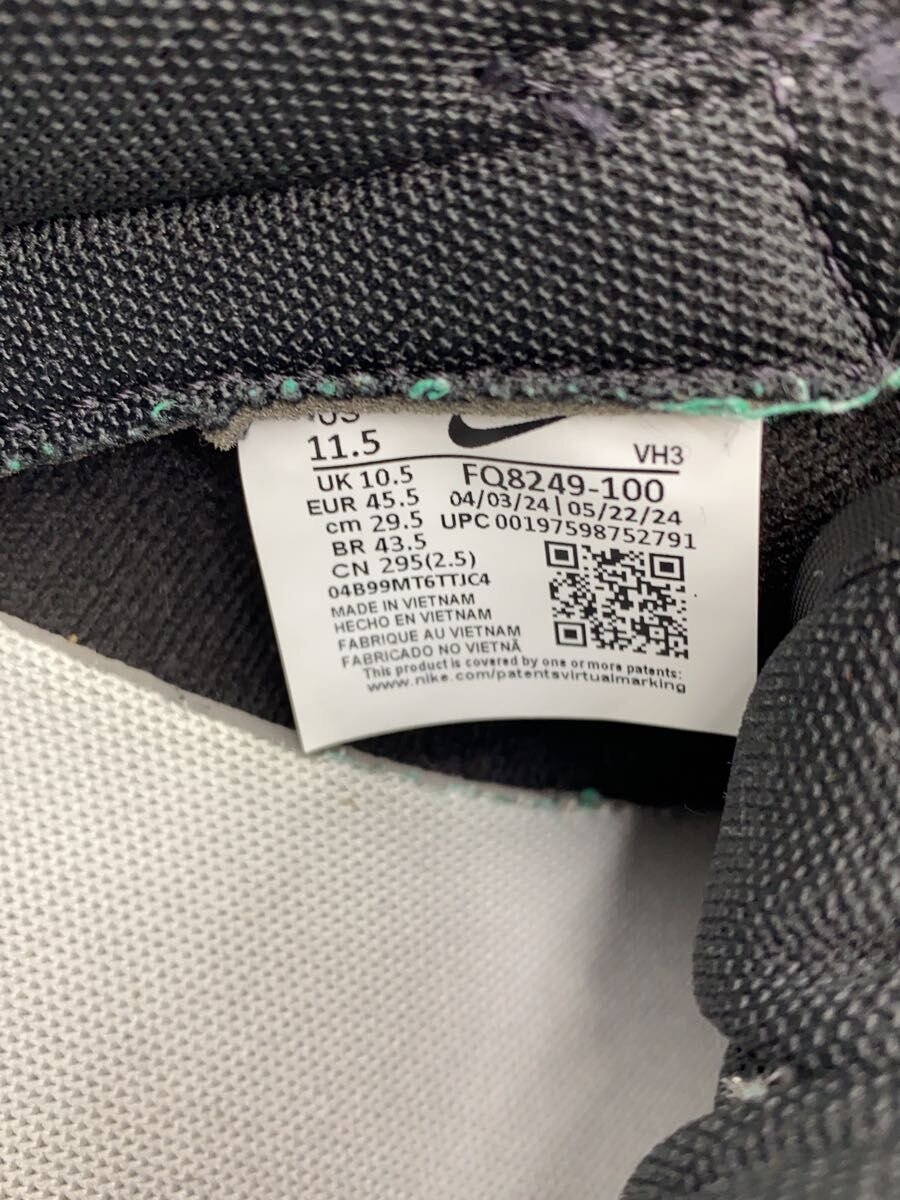 US
11.5
VH3
UK 10.5
EUR 45.5
cm 29.5
BR 43.5
CN 295(2.5)
FQ8249-100
04/03/24 | 05/22/24
UPC 00197598752791
04B99MT6TTJC4
MADE IN VIETNAM
HECHO EN VIETNAM
FABRIQUE AU VIETNAM
FABRICADO NO VIETNÃ
This product is covered by one or more patents:
www.nike.com/patentsvirtualmarking